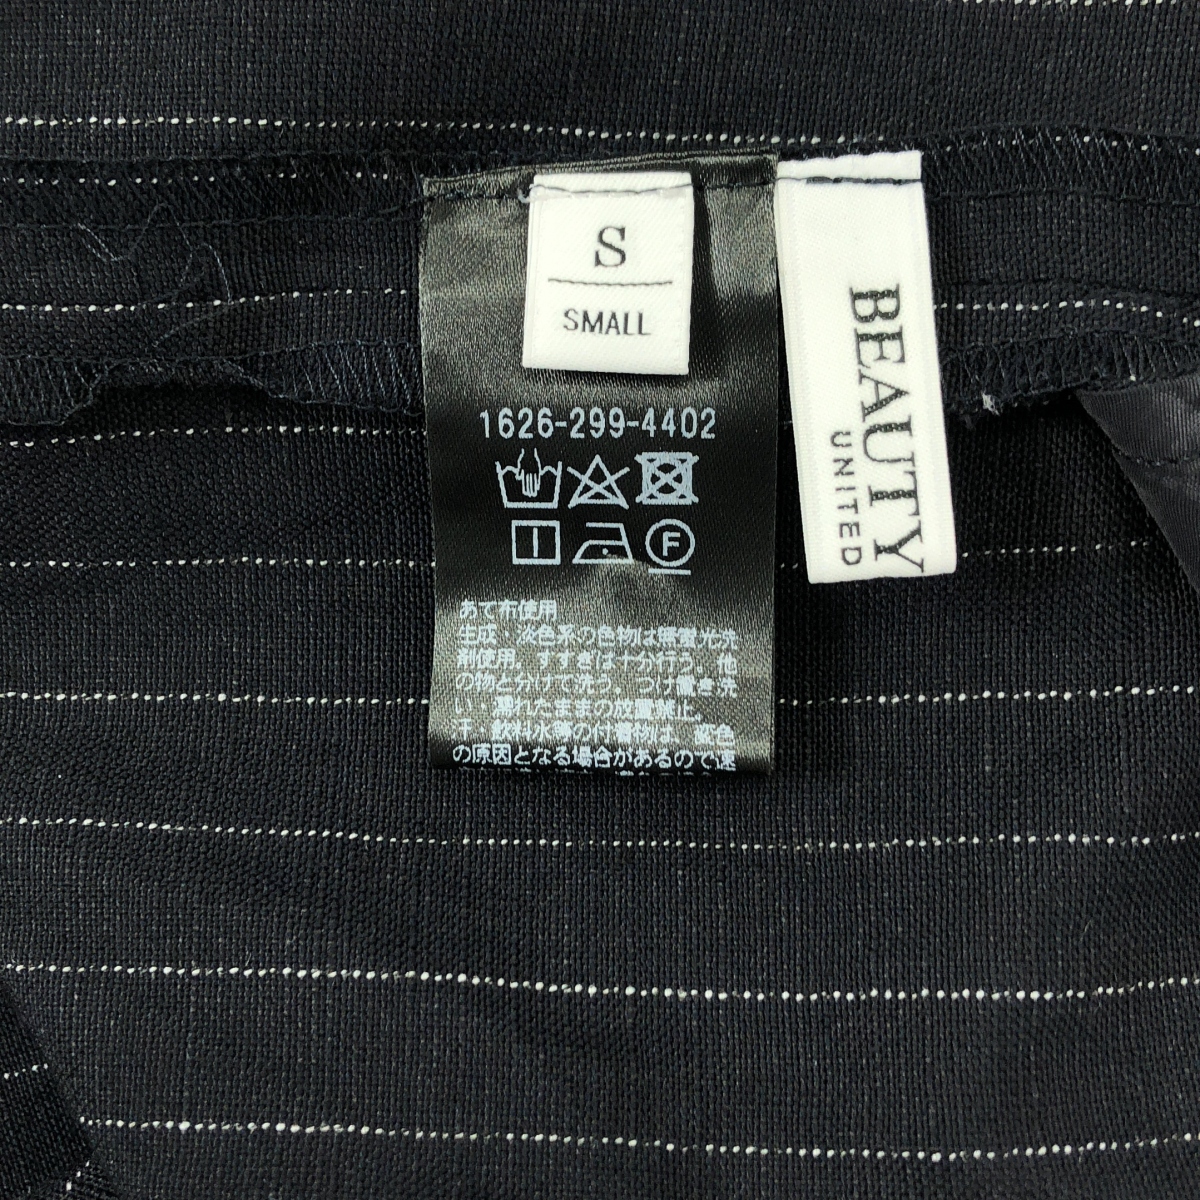 S
SMALL
BEAUTY
UNITED
1626-299-4402
F
あて布使用
生成、淡色系の色物は無蛍光洗
剤使用。すすぎは十分行う。他
の物と分けて洗う。つけ置き洗
い、濡れたままの放置禁止。
汗、飲料水等の付着物は、変色
の原因となる場合があるので速